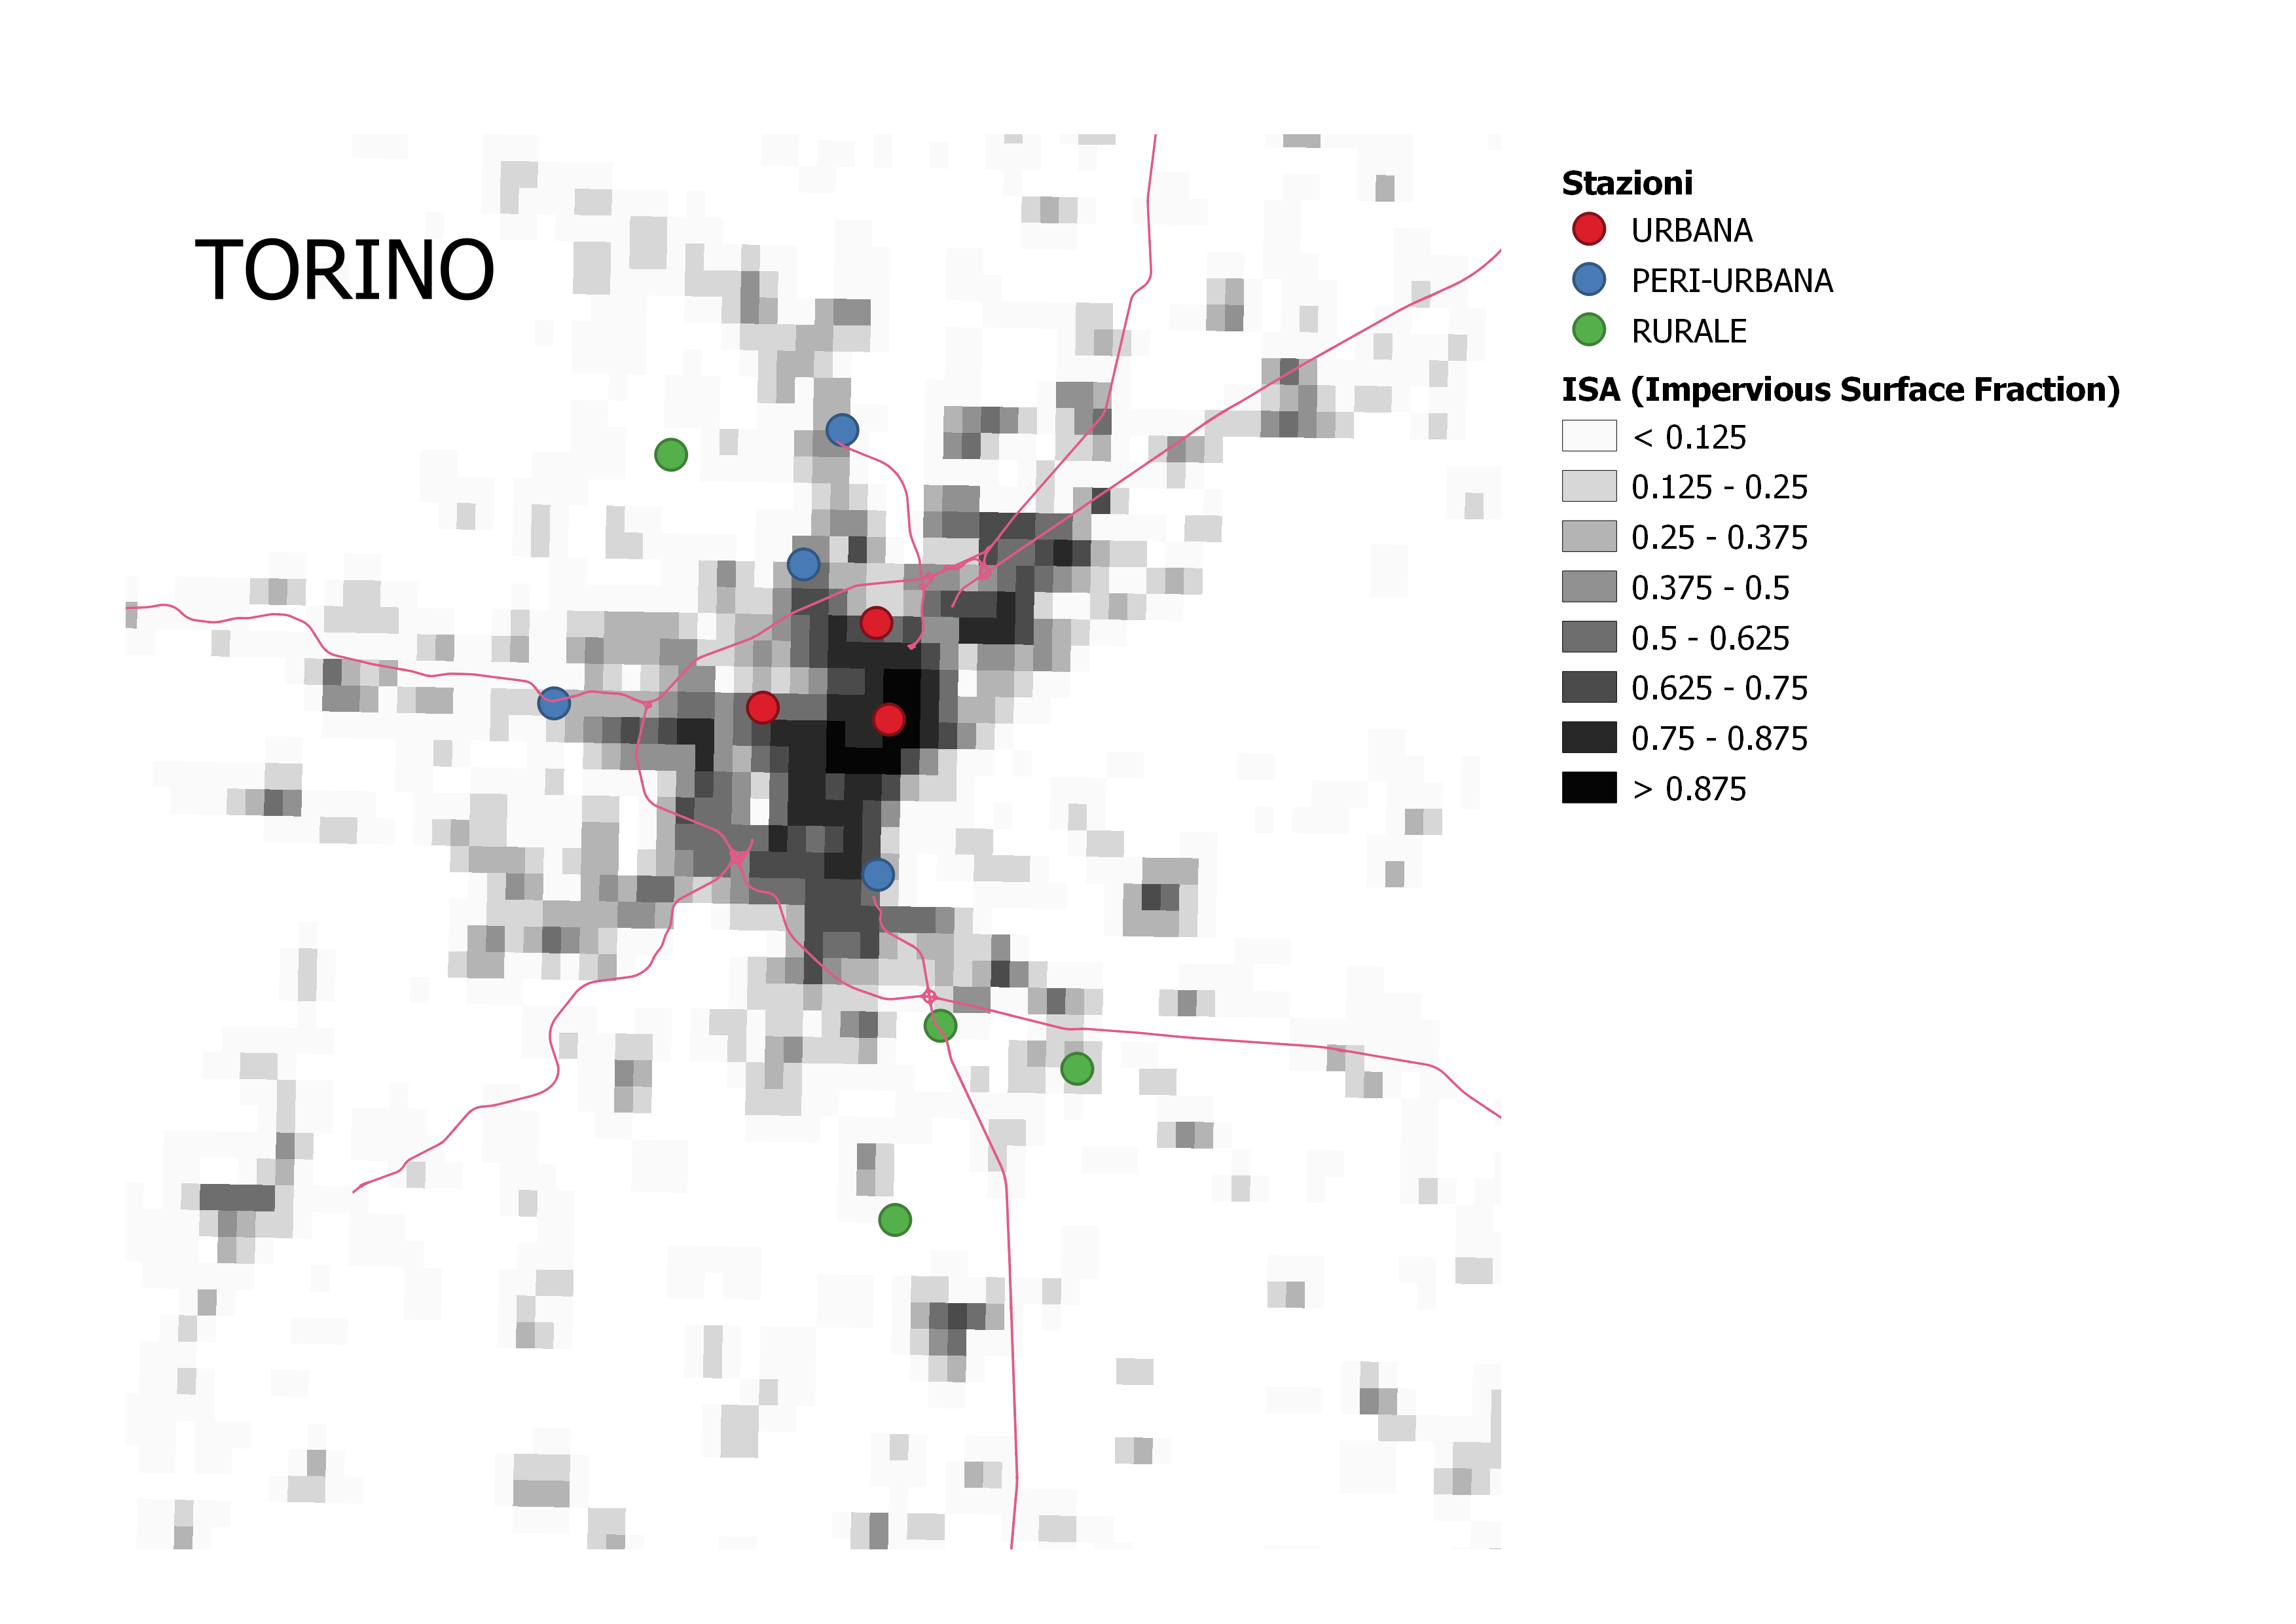 TORINO
Stazioni
URBANA
PERI-URBANA
RURALE
ISA (Impervious Surface Fraction)
< 0.125
0.125 - 0.25
0.25 - 0.375
0.375 - 0.5
0.5 - 0.625
0.625 - 0.75
0.75 - 0.875
> 0.875